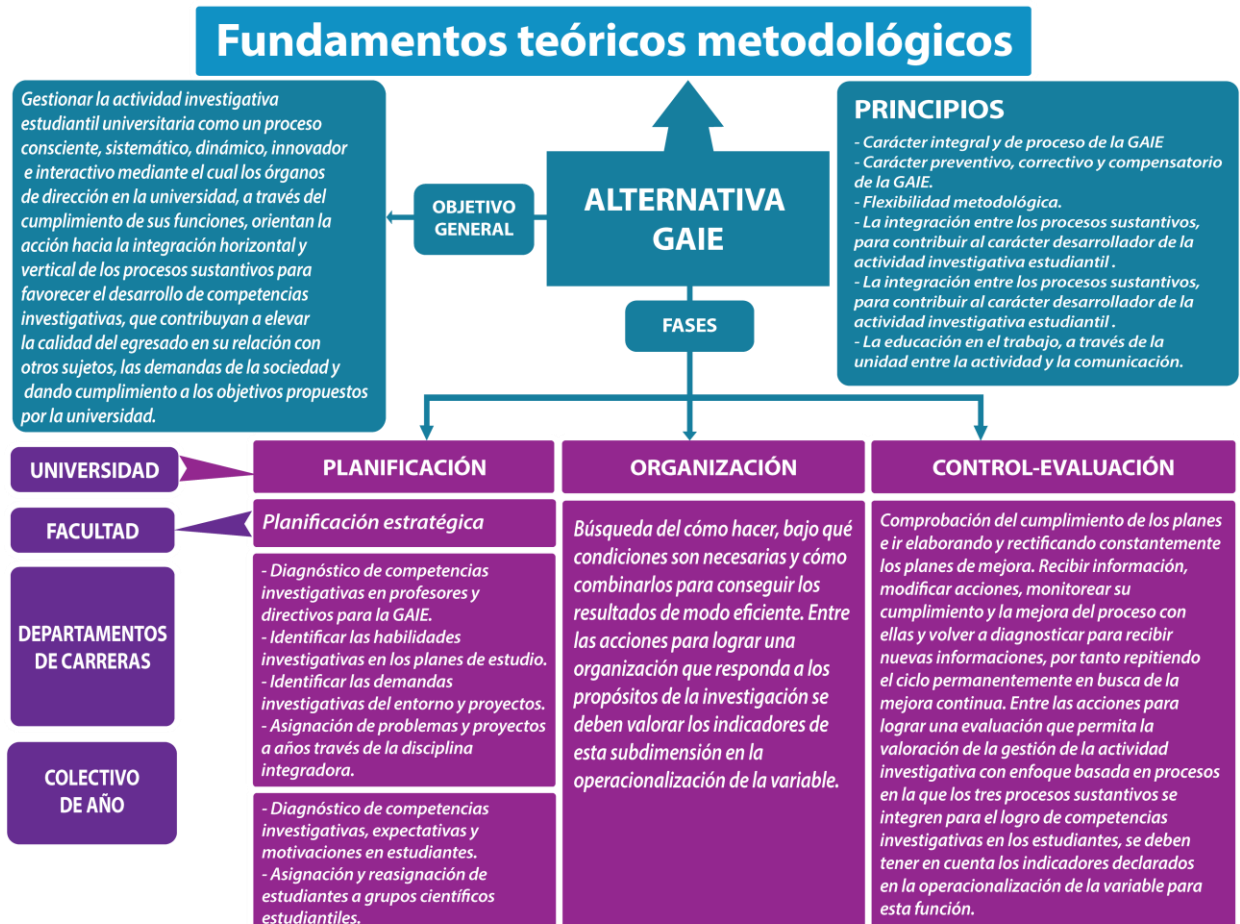 Fundamentos teóricos metodológicos
Gestionar la actividad investigativa
estudiantil universitaria como un proceso
consciente, sistemático, dinámico, innovador
e interactivo mediante el cual los órganos
de dirección en la universidad, a través del
cumplimiento de sus funciones, orientan la
acción hacia la integración horizontal y
vertical de los procesos sustantivos para
favorecer el desarrollo de competencias
investigativas, que contribuyan a elevar
la calidad del egresado en su relación con
otros sujetos, las demandas de la sociedad y
dando cumplimiento a los objetivos propuestos
por la universidad.
OBJETIVO
GENERAL
ALTERNATIVA
GAIE
FASES
PRINCIPIOS
- Carácter integral y de proceso de la GAIE
- Carácter preventivo, correctivo y compensatorio
de la GAIE.
- Flexibilidad metodológica.
- La integración entre los procesos sustantivos,
para contribuir al carácter desarrollador de la
actividad investigativa estudiantil .
- La integración entre los procesos sustantivos,
para contribuir al carácter desarrollador de la
actividad investigativa estudiantil .
- La educación en el trabajo, a través de la
unidad entre la actividad y la comunicación.
UNIVERSIDAD
FACULTAD
DEPARTAMENTOS
DE CARRERAS
COLECTIVO
DE AÑO
PLANIFICACIÓN
Planificación estratégica
- Diagnóstico de competencias
investigativas en profesores y
directivos para la GAIE.
- Identificar las habilidades
investigativas en los planes de estudio.
- Identificar las demandas
investigativas del entorno y proyectos.
- Asignación de problemas y proyectos
a años través de la disciplina
integradora.
- Diagnóstico de competencias
investigativas, expectativas y
motivaciones en estudiantes.
- Asignación y reasignación de
estudiantes a grupos científicos
estudiantiles.
ORGANIZACIÓN
Búsqueda del cómo hacer, bajo qué
condiciones son necesarias y cómo
combinarlos para conseguir los
resultados de modo eficiente. Entre
las acciones para lograr una
organización que responda a los
propósitos de la investigación se
deben valorar los indicadores de
esta subdimensión en la
operacionalización de la variable.
CONTROL-EVALUACIÓN
Comprobación del cumplimiento de los planes
e ir elaborando y rectificando constantemente
los planes de mejora. Recibir información,
modificar acciones, monitorear su
cumplimiento y la mejora del proceso con
ellas y volver a diagnosticar para recibir
nuevas informaciones, por tanto repitiendo
el ciclo permanentemente en busca de la
mejora continua. Entre las acciones para
lograr una evaluación que permita la
valoración de la gestión de la actividad
investigativa con enfoque basada en procesos
en la que los tres procesos sustantivos se
integren para el logro de competencias
investigativas en los estudiantes, se deben
tener en cuenta los indicadores declarados
en la operacionalización de la variable para
esta función.